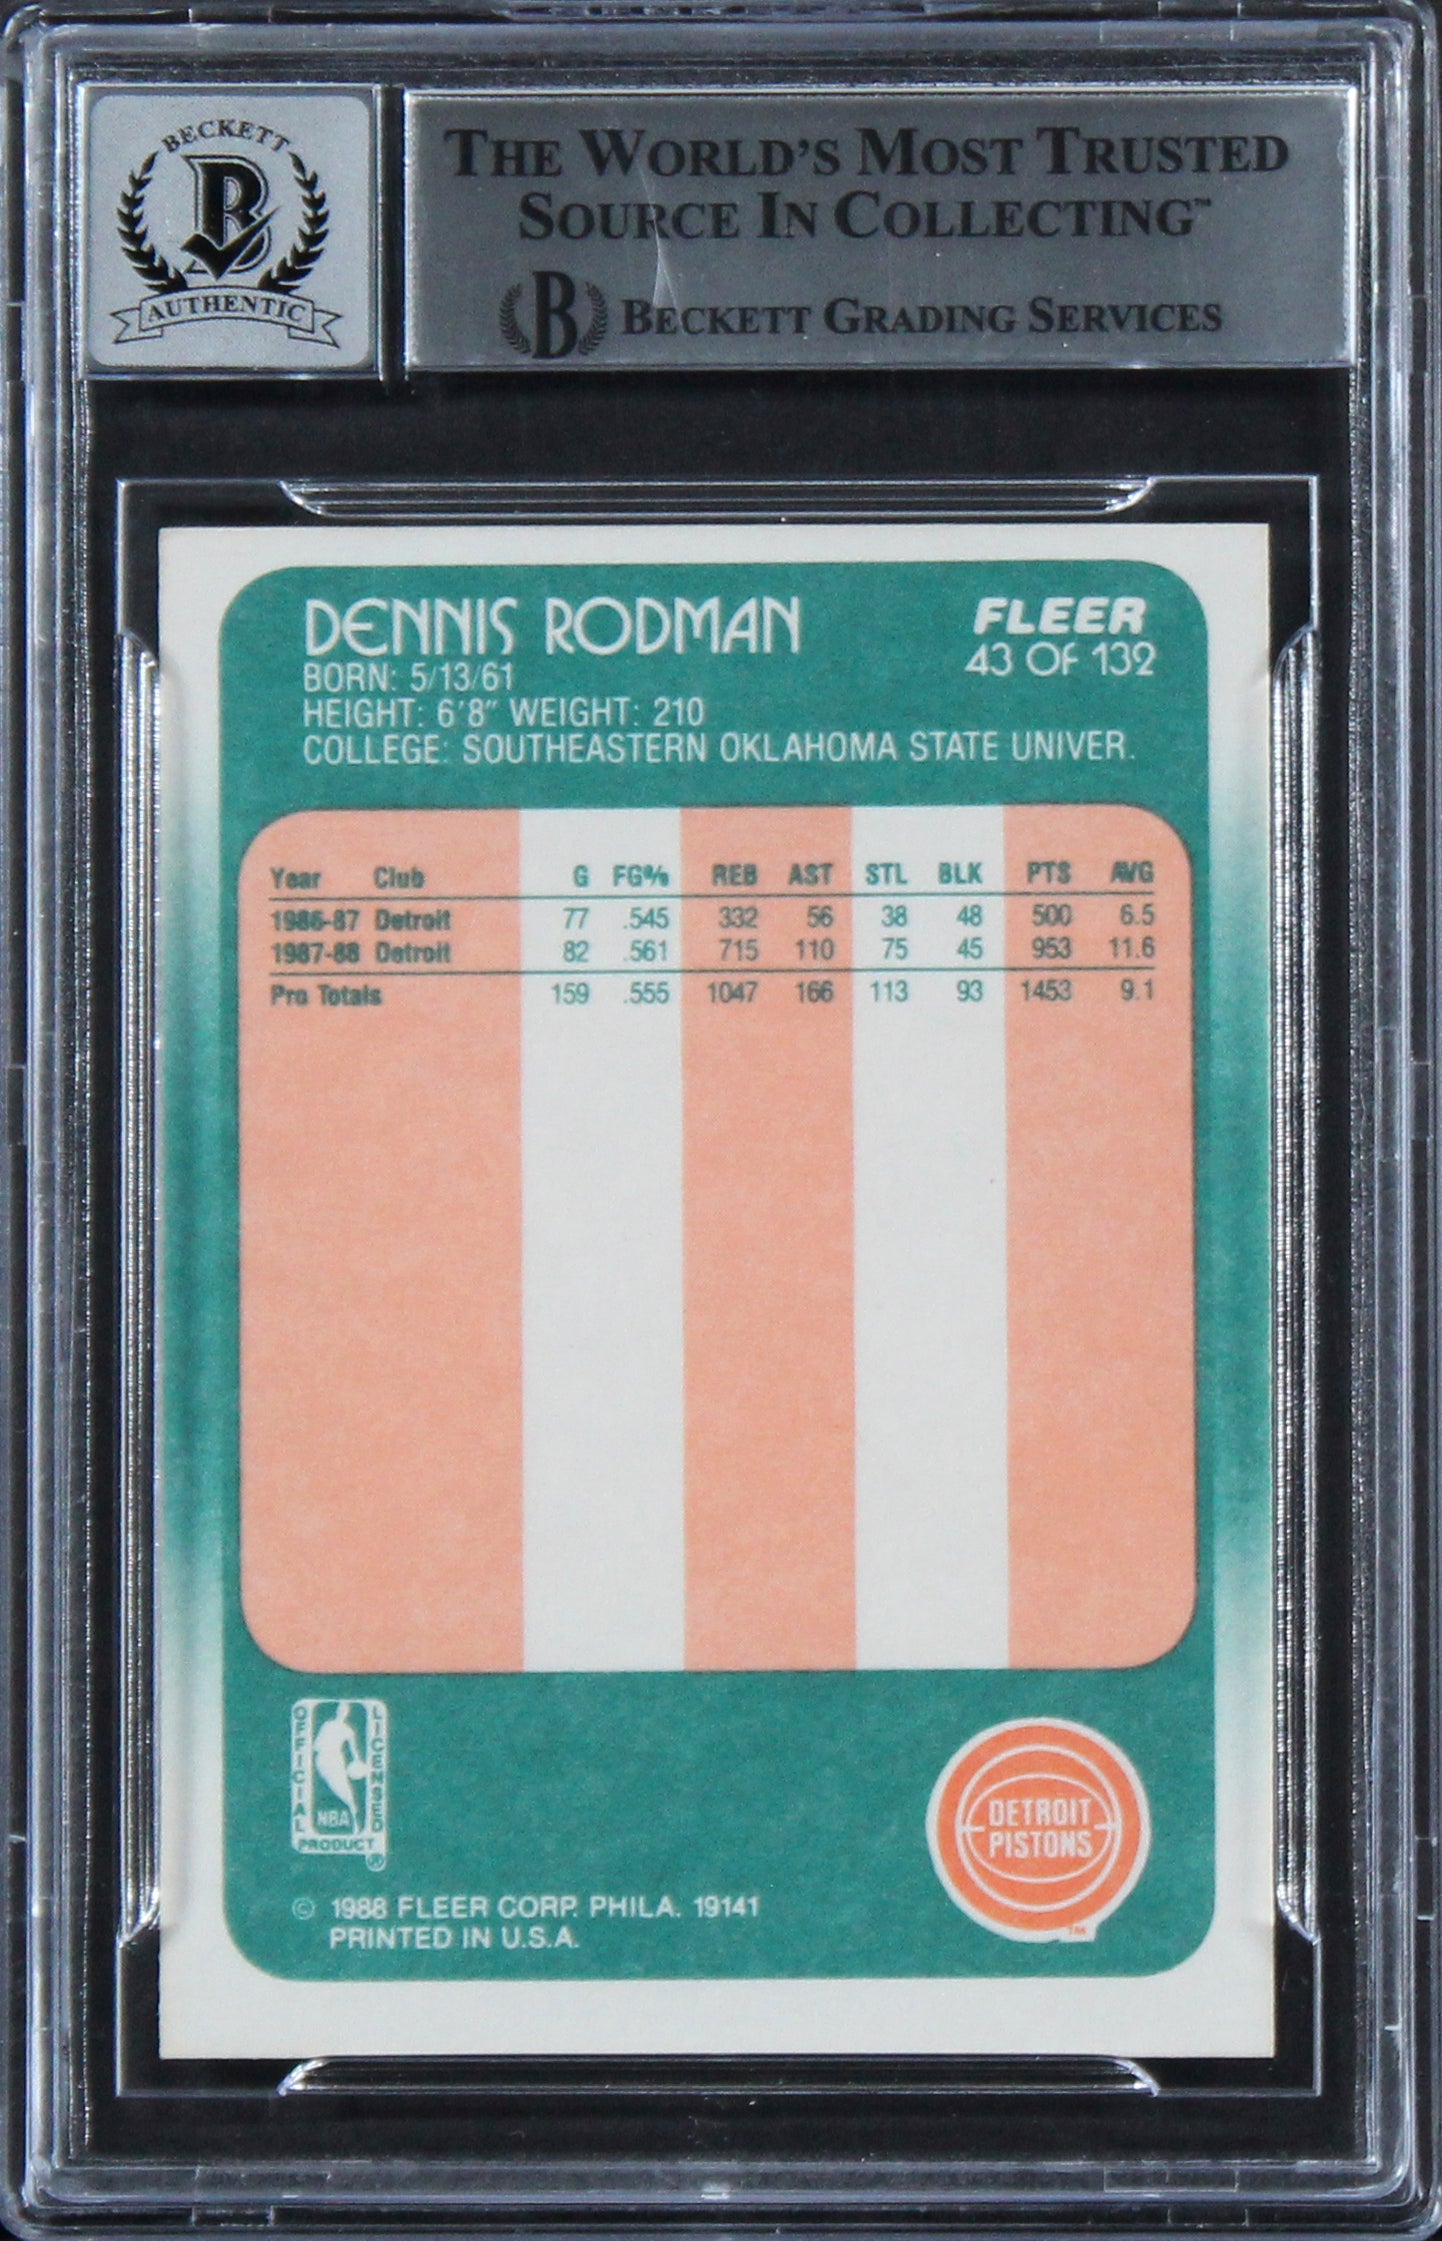 BECKETT
B
AUTHENTIC
THE WORLD'S MOST TRUSTED
SOURCE IN COLLECTING™
B BECKETT GRADING SERVICES
DENNIS RODMAN
BORN: 5/13/61
HEIGHT: 6'8" WEIGHT: 210
COLLEGE: SOUTHEASTERN OKLAHOMA STATE UNIVER.
FLEER
43 OF 132
Year Club G FG% REB AST STL BLK PTS AVG
1986-87 Detroit 77 .545 332 56 38 48 500 6.5
1987-88 Detroit 82 .561 715 110 75 45 953 11.6
Pro Totals 159 .555 1047 166 113 93 1453 9.1
OFFICIAL
LICENSED
NBA
PRODUCT
®
DETROIT
PISTONS
TM
© 1988 FLEER CORP. PHILA. 19141
PRINTED IN U.S.A.